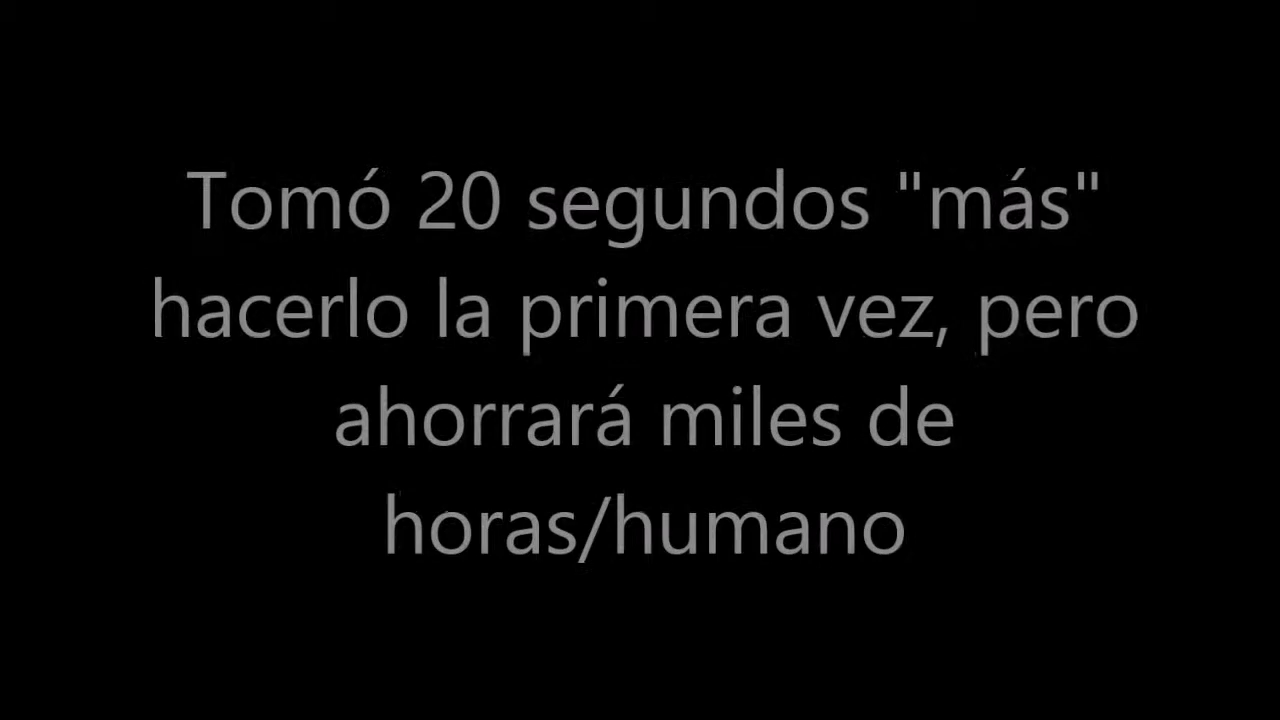 Tomó 20 segundos "más"
hacerlo la primera vez, pero
ahorrará miles de
horas/humano